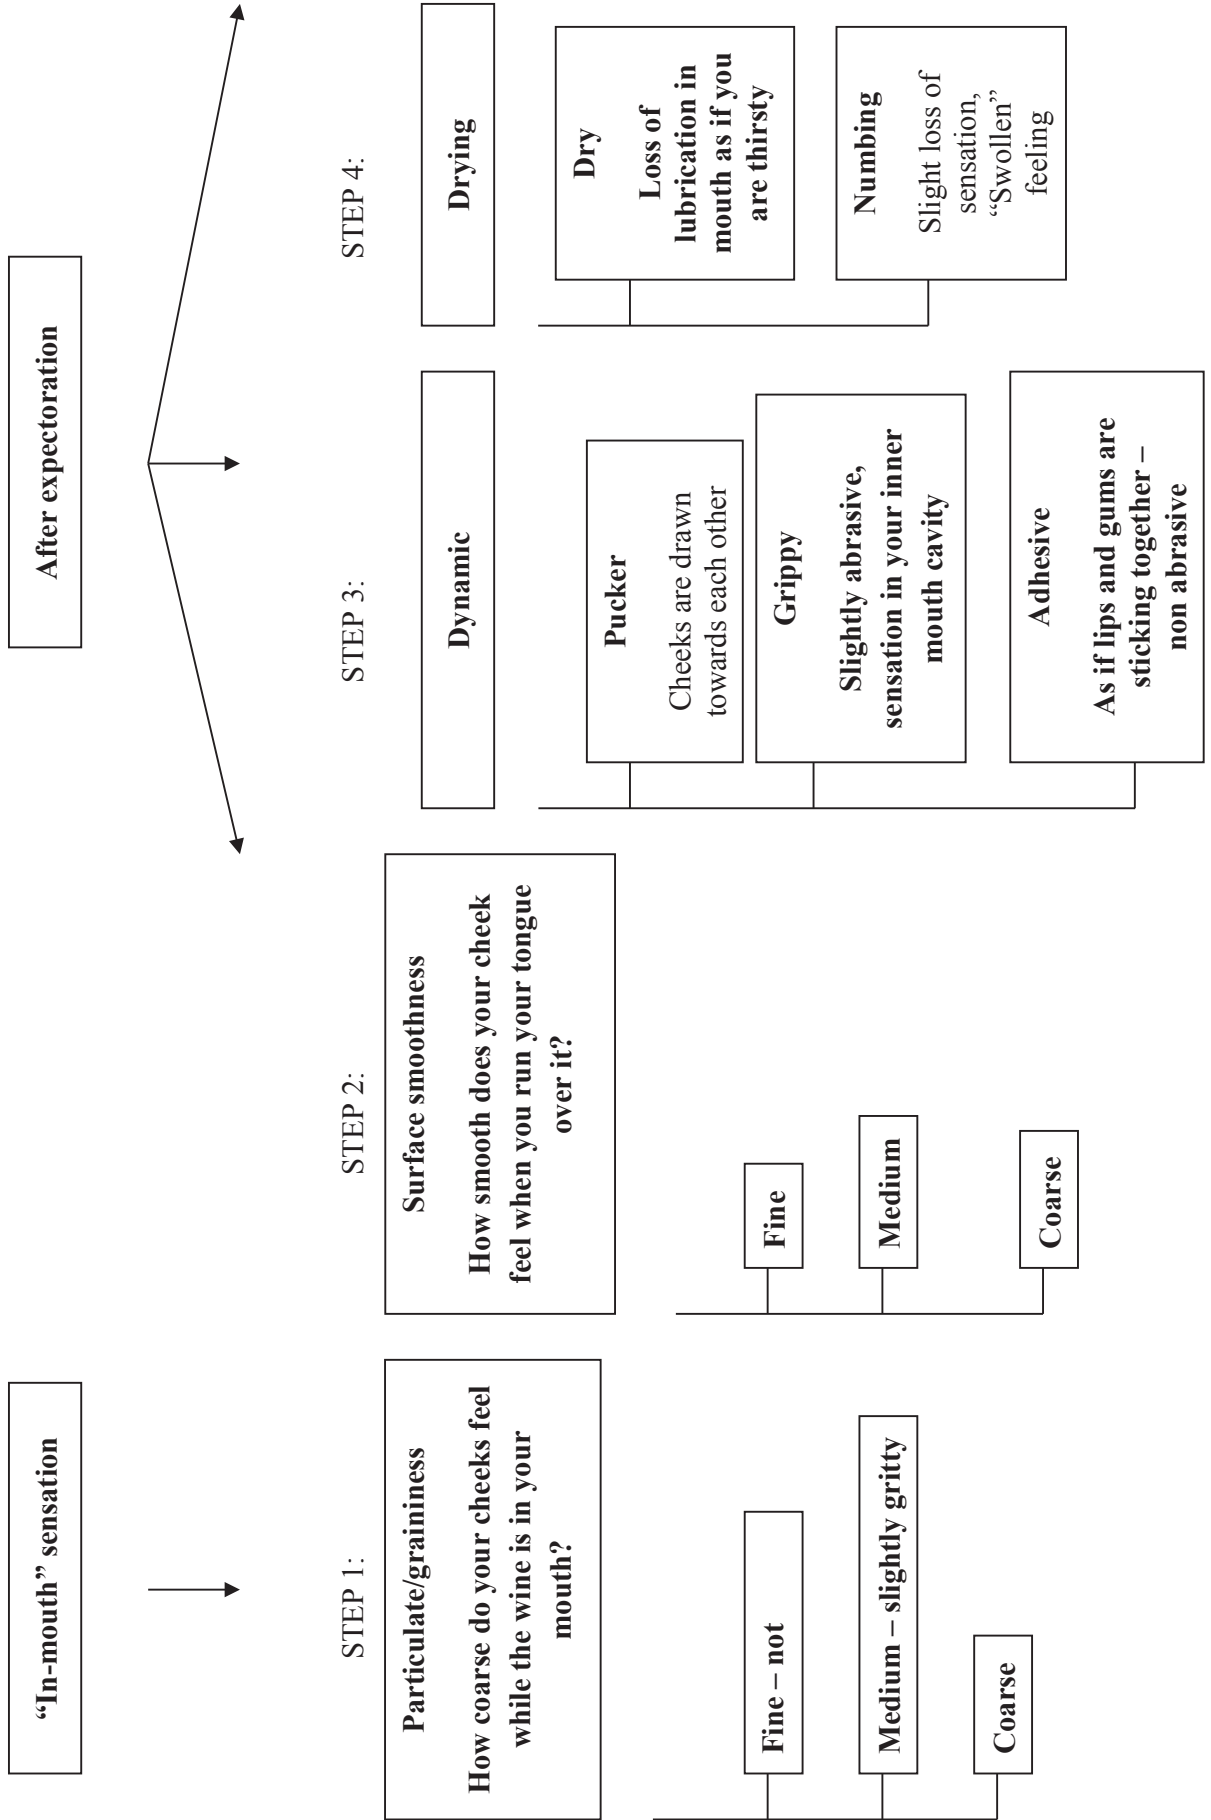 “In-mouth” sensation
STEP 1:
Particulate/graininess
How coarse do your cheeks feel
while the wine is in your
mouth?
Fine – not
Medium – slightly gritty
Coarse
After expectoration
STEP 2:
Surface smoothness
How smooth does your cheek
feel when you run your tongue
over it?
Fine
Medium
Coarse
STEP 3:
Dynamic
Pucker
Cheeks are drawn
towards each other
Grippy
Slightly abrasive,
sensation in your inner
mouth cavity
Adhesive
As if lips and gums are
sticking together –
non abrasive
STEP 4:
Drying
Dry
Loss of
lubrication in
mouth as if you
are thirsty
Numbing
Slight loss of
sensation,
“Swollen”
feeling